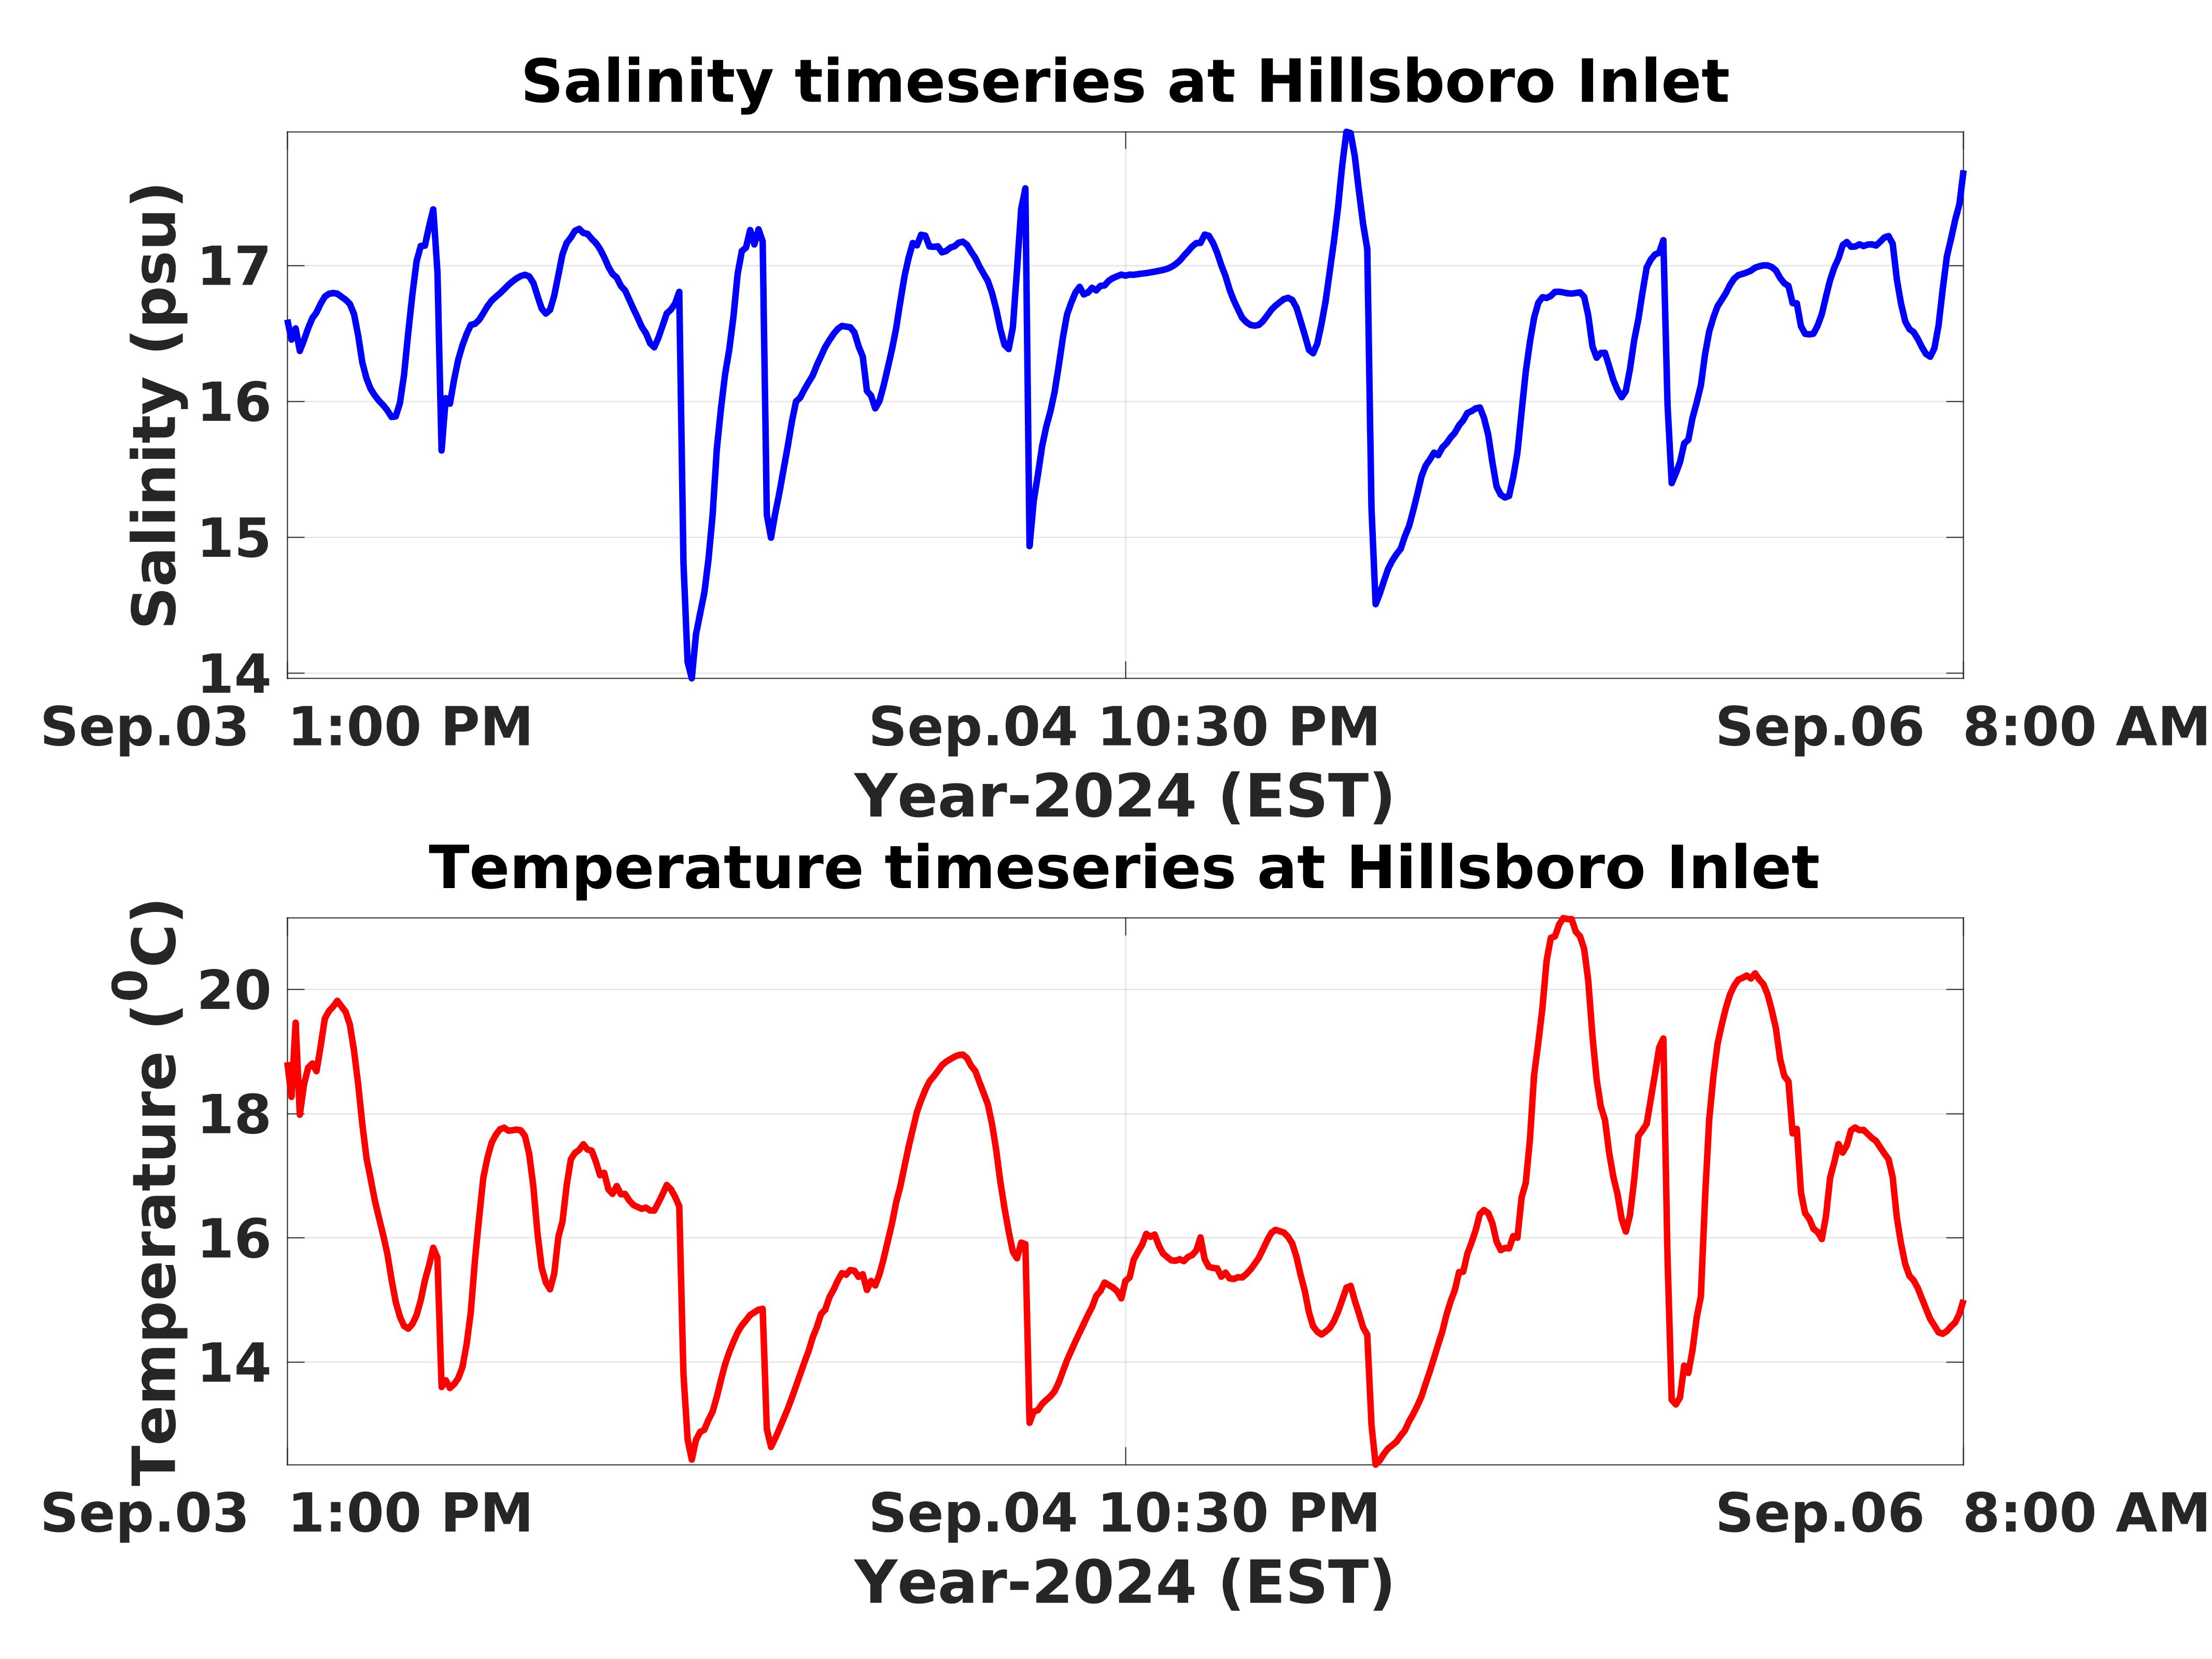 Salinity timeseries at Hillsboro Inlet
Salinity (psu)
17
16
15
14
Sep.03 1:00 PM Sep.04 10:30 PM Sep.06 8:00 AM
Year-2024 (EST)
Temperature timeseries at Hillsboro Inlet
Temperature (⁰C)
20
18
16
14
Sep.03 1:00 PM Sep.04 10:30 PM Sep.06 8:00 AM
Year-2024 (EST)